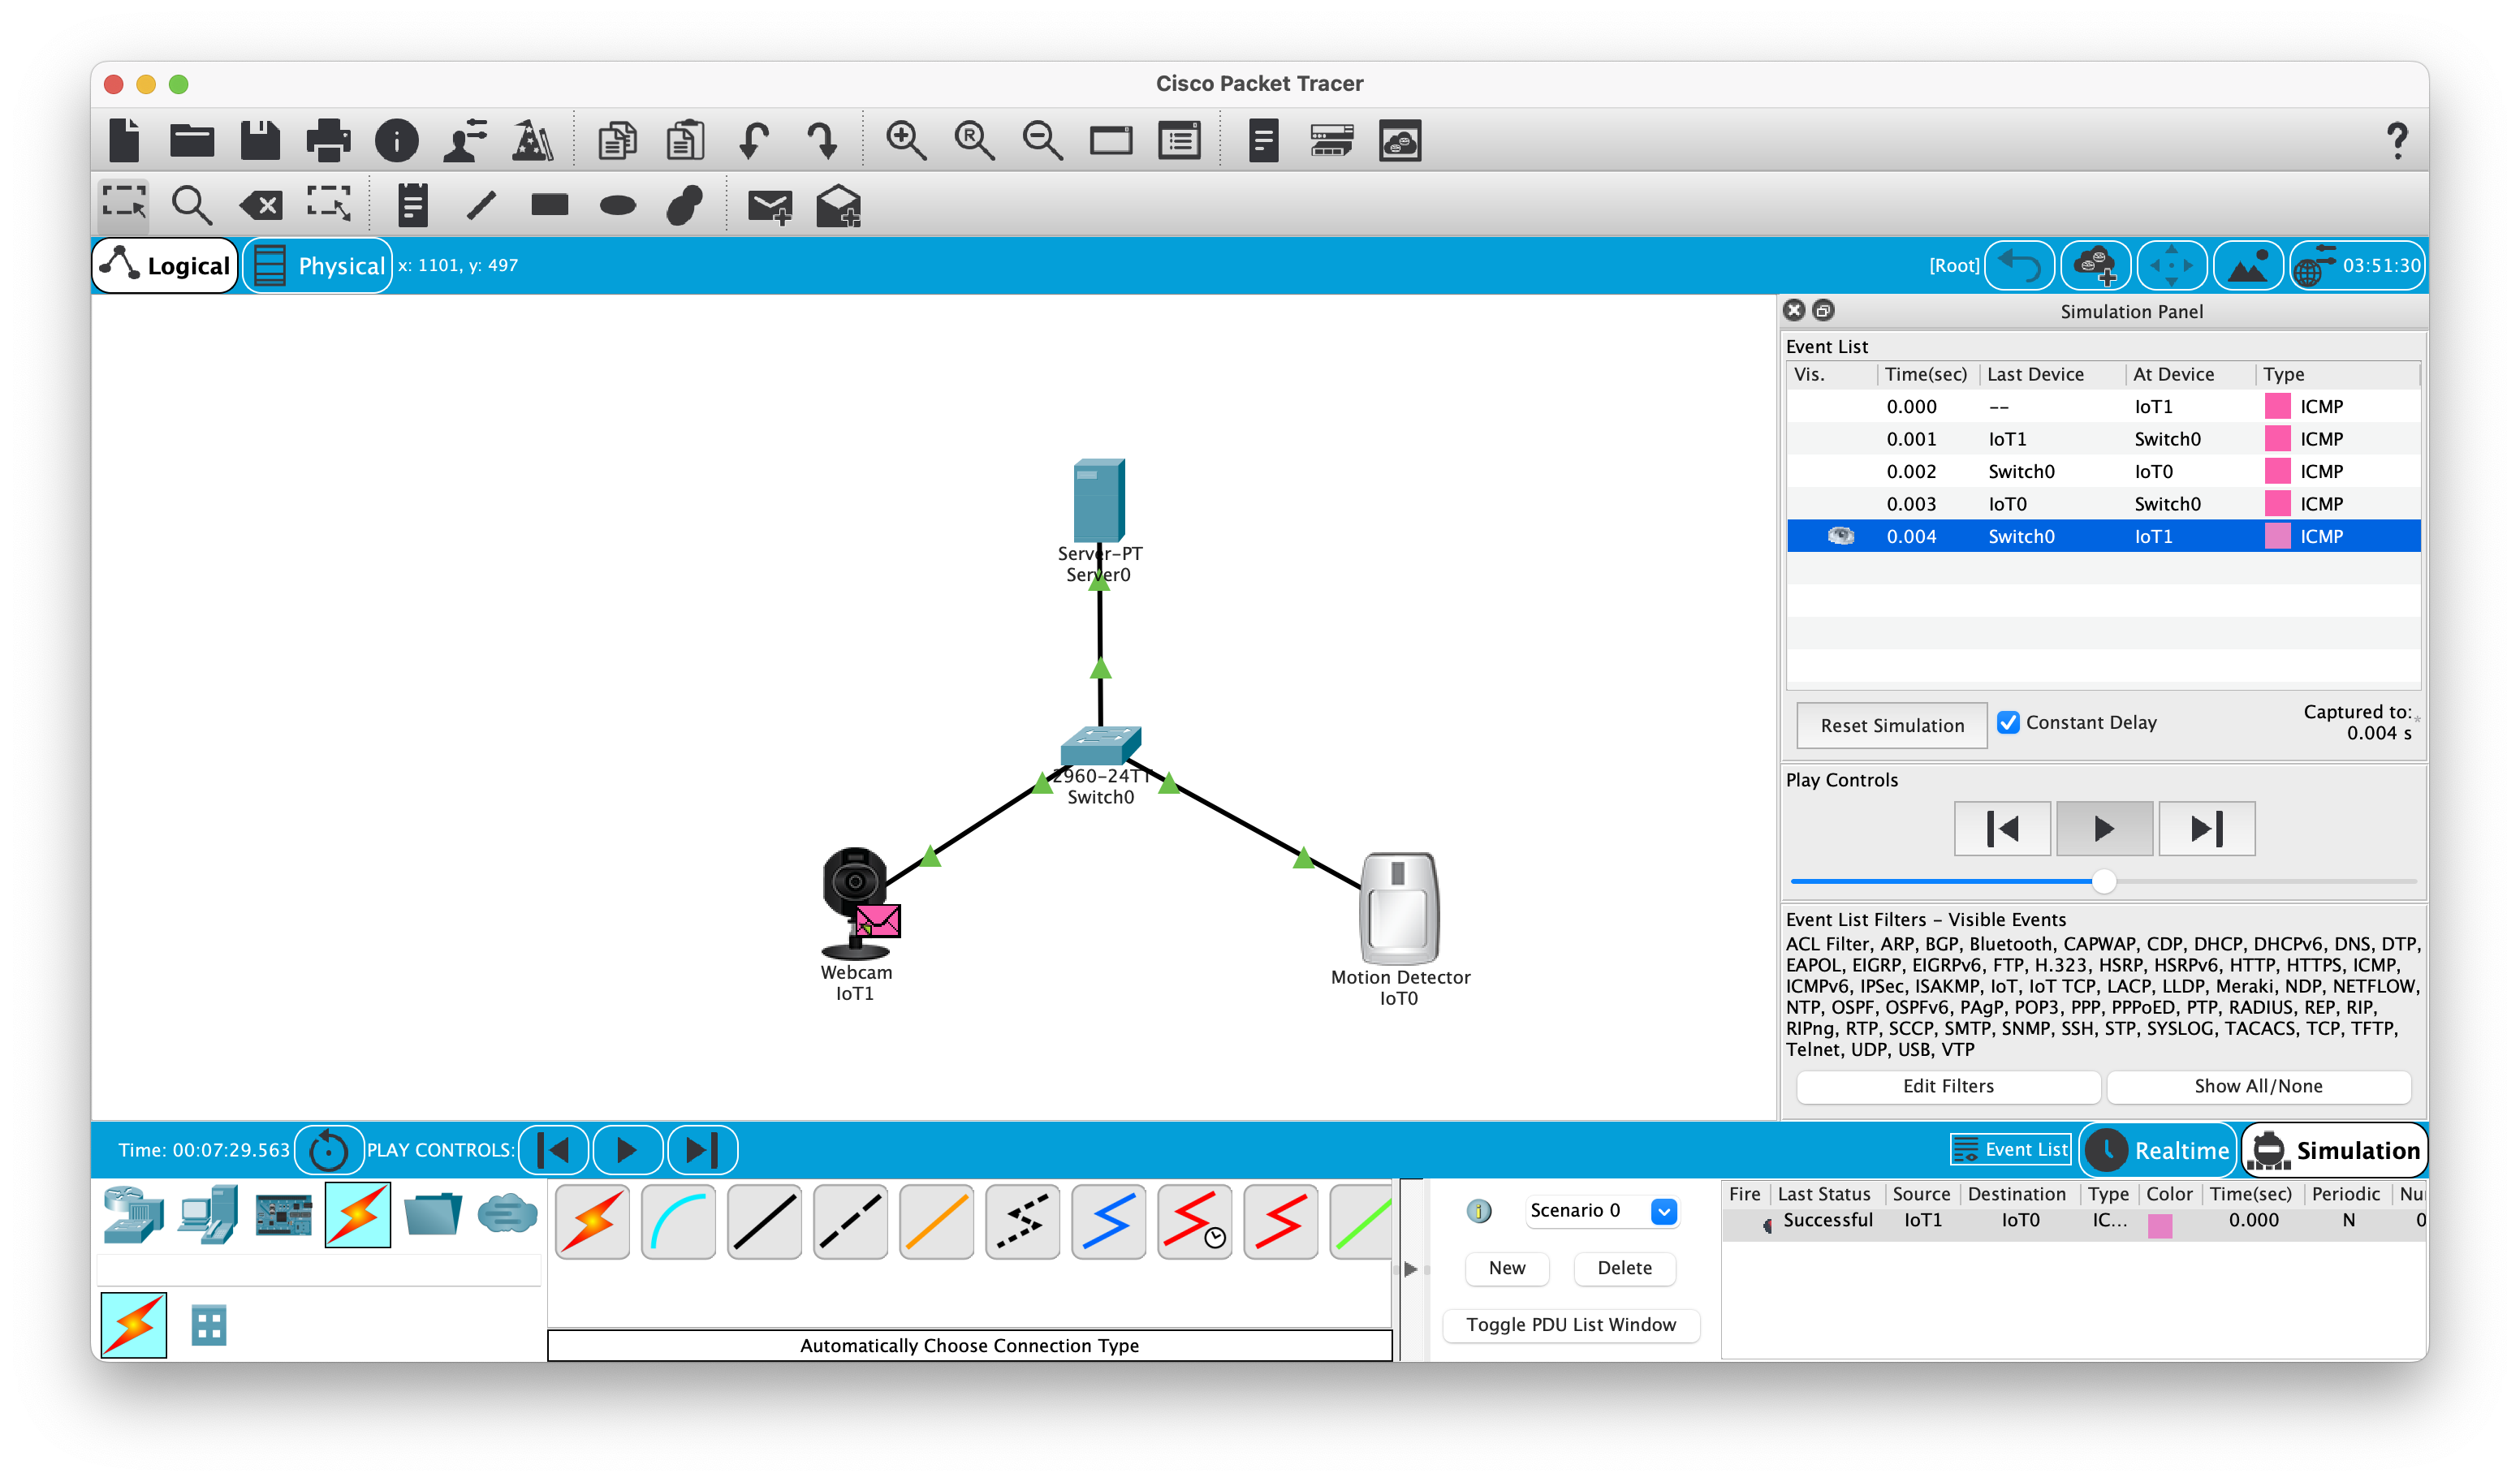 Cisco Packet Tracer
Logical
Physical
x: 1101, y: 497
[Root]
03:51:30
Simulation Panel
Event List
Vis. Time(sec) Last Device At Device Type
0.000 -- IoT1 ICMP
0.001 IoT1 Switch0 ICMP
0.002 Switch0 IoT0 ICMP
0.003 IoT0 Switch0 ICMP
0.004 Switch0 IoT1 ICMP
Reset Simulation
Constant Delay
Captured to:
*
0.004 s
Play Controls
Event List Filters - Visible Events
ACL Filter, ARP, BGP, Bluetooth, CAPWAP, CDP, DHCP, DHCPv6, DNS, DTP,
EAPOL, EIGRP, EIGRPv6, FTP, H.323, HSRP, HSRPv6, HTTP, HTTPS, ICMP,
ICMPv6, IPSec, ISAKMP, IoT, IoT TCP, LACP, LLDP, Meraki, NDP, NETFLOW,
NTP, OSPF, OSPFv6, PAgP, POP3, PPP, PPPoED, PTP, RADIUS, REP, RIP,
RIPng, RTP, SCCP, SMTP, SNMP, SSH, STP, SYSLOG, TACACS, TCP, TFTP,
Telnet, UDP, USB, VTP
Edit Filters
Show All/None
Server-PT
Server0
2960-24TT
Switch0
Webcam
IoT1
Motion Detector
IoT0
Time: 00:07:29.563
PLAY CONTROLS:
Event List
Realtime
Simulation
Scenario 0
New
Delete
Toggle PDU List Window
Automatically Choose Connection Type
Fire Last Status Source Destination Type Color Time(sec) Periodic Nu
Successful IoT1 IoT0 IC... 0.000 N 0